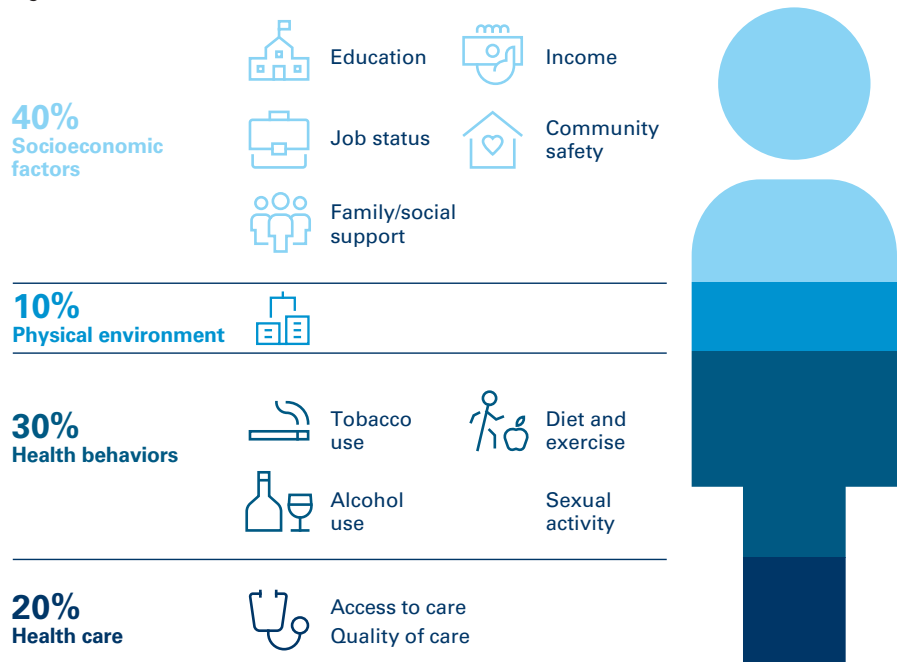 40%
Socioeconomic
factors
Education
Income
Job status
Community
safety
Family/social
support
10%
Physical environment
30%
Health behaviors
Tobacco
use
Diet and
exercise
Alcohol
use
Sexual
activity
20%
Health care
Access to care
Quality of care